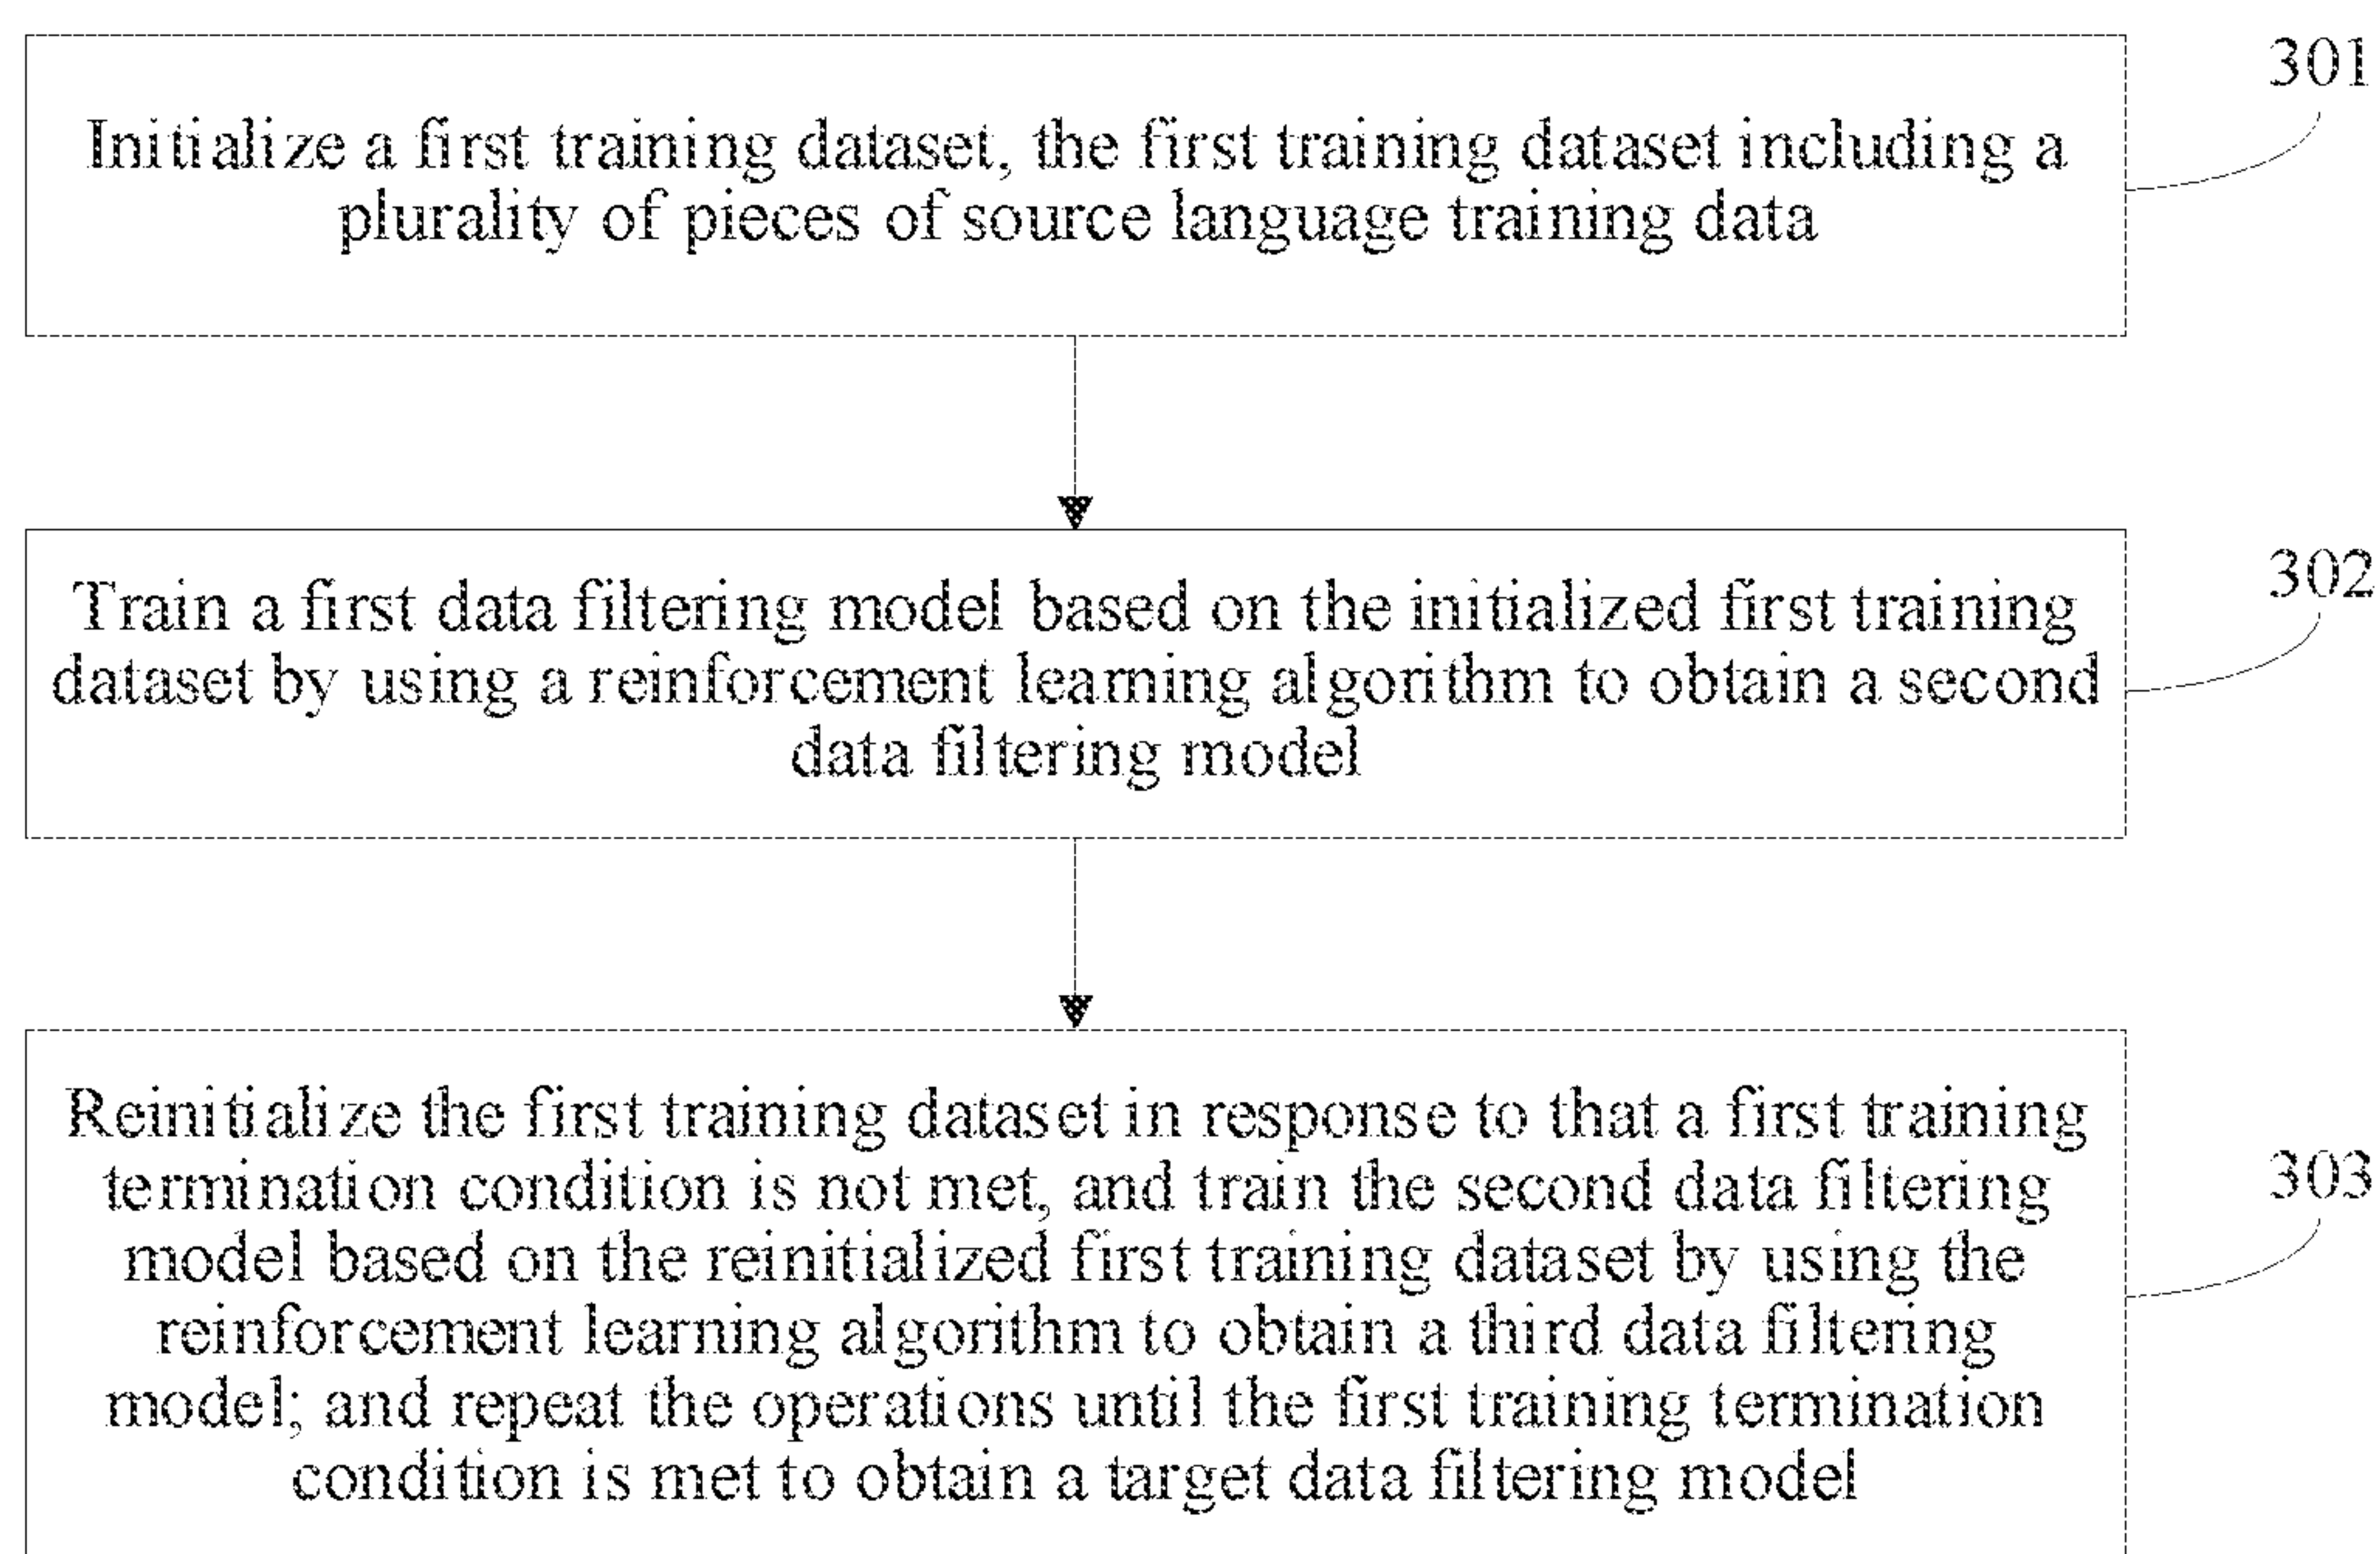 301
Initialize a first training dataset, the first training dataset including a
plurality of pieces of source language training data
302
Train a first data filtering model based on the initialized first training
dataset by using a reinforcement learning algorithm to obtain a second
data filtering model
Reinitialize the first training dataset in response to that a first training
termination condition is not met, and train the second data filtering
303
model based on the reinitialized first training dataset by using the
reinforcement learning algorithm to obtain a third data filtering
model; and repeat the operations until the first training termination
condition is met to obtain a target data filtering model